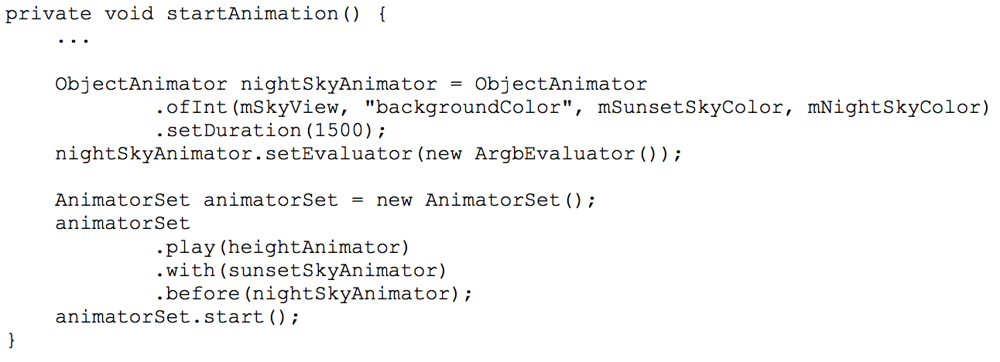 private void startAnimation() {
    ...

    ObjectAnimator nightSkyAnimator = ObjectAnimator
            .ofInt(mSkyView, "backgroundColor", mSunsetSkyColor, mNightSkyColor)
            .setDuration(1500);
    nightSkyAnimator.setEvaluator(new ArgbEvaluator());

    AnimatorSet animatorSet = new AnimatorSet();
    animatorSet
            .play(heightAnimator)
            .with(sunsetSkyAnimator)
            .before(nightSkyAnimator);
    animatorSet.start();
}